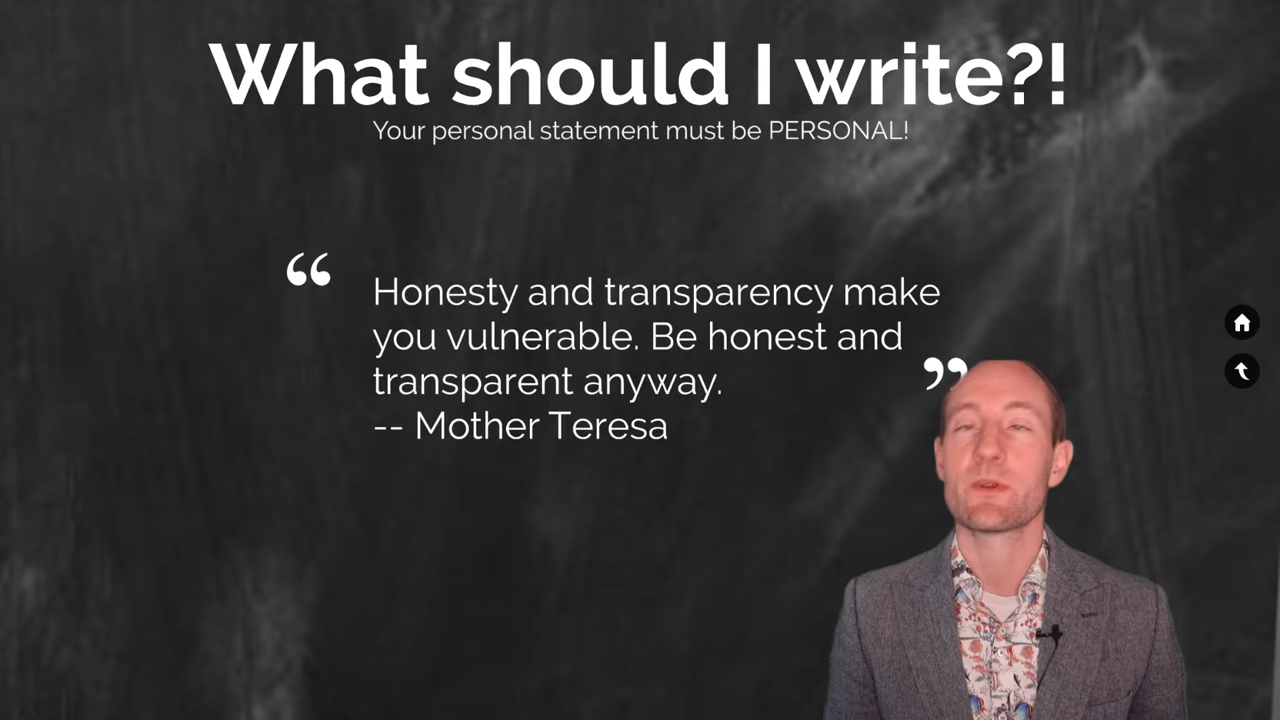 What should I write?!
Your personal statement must be PERSONAL!
“ Honesty and transparency make
you vulnerable. Be honest and
transparent anyway. ”
-- Mother Teresa